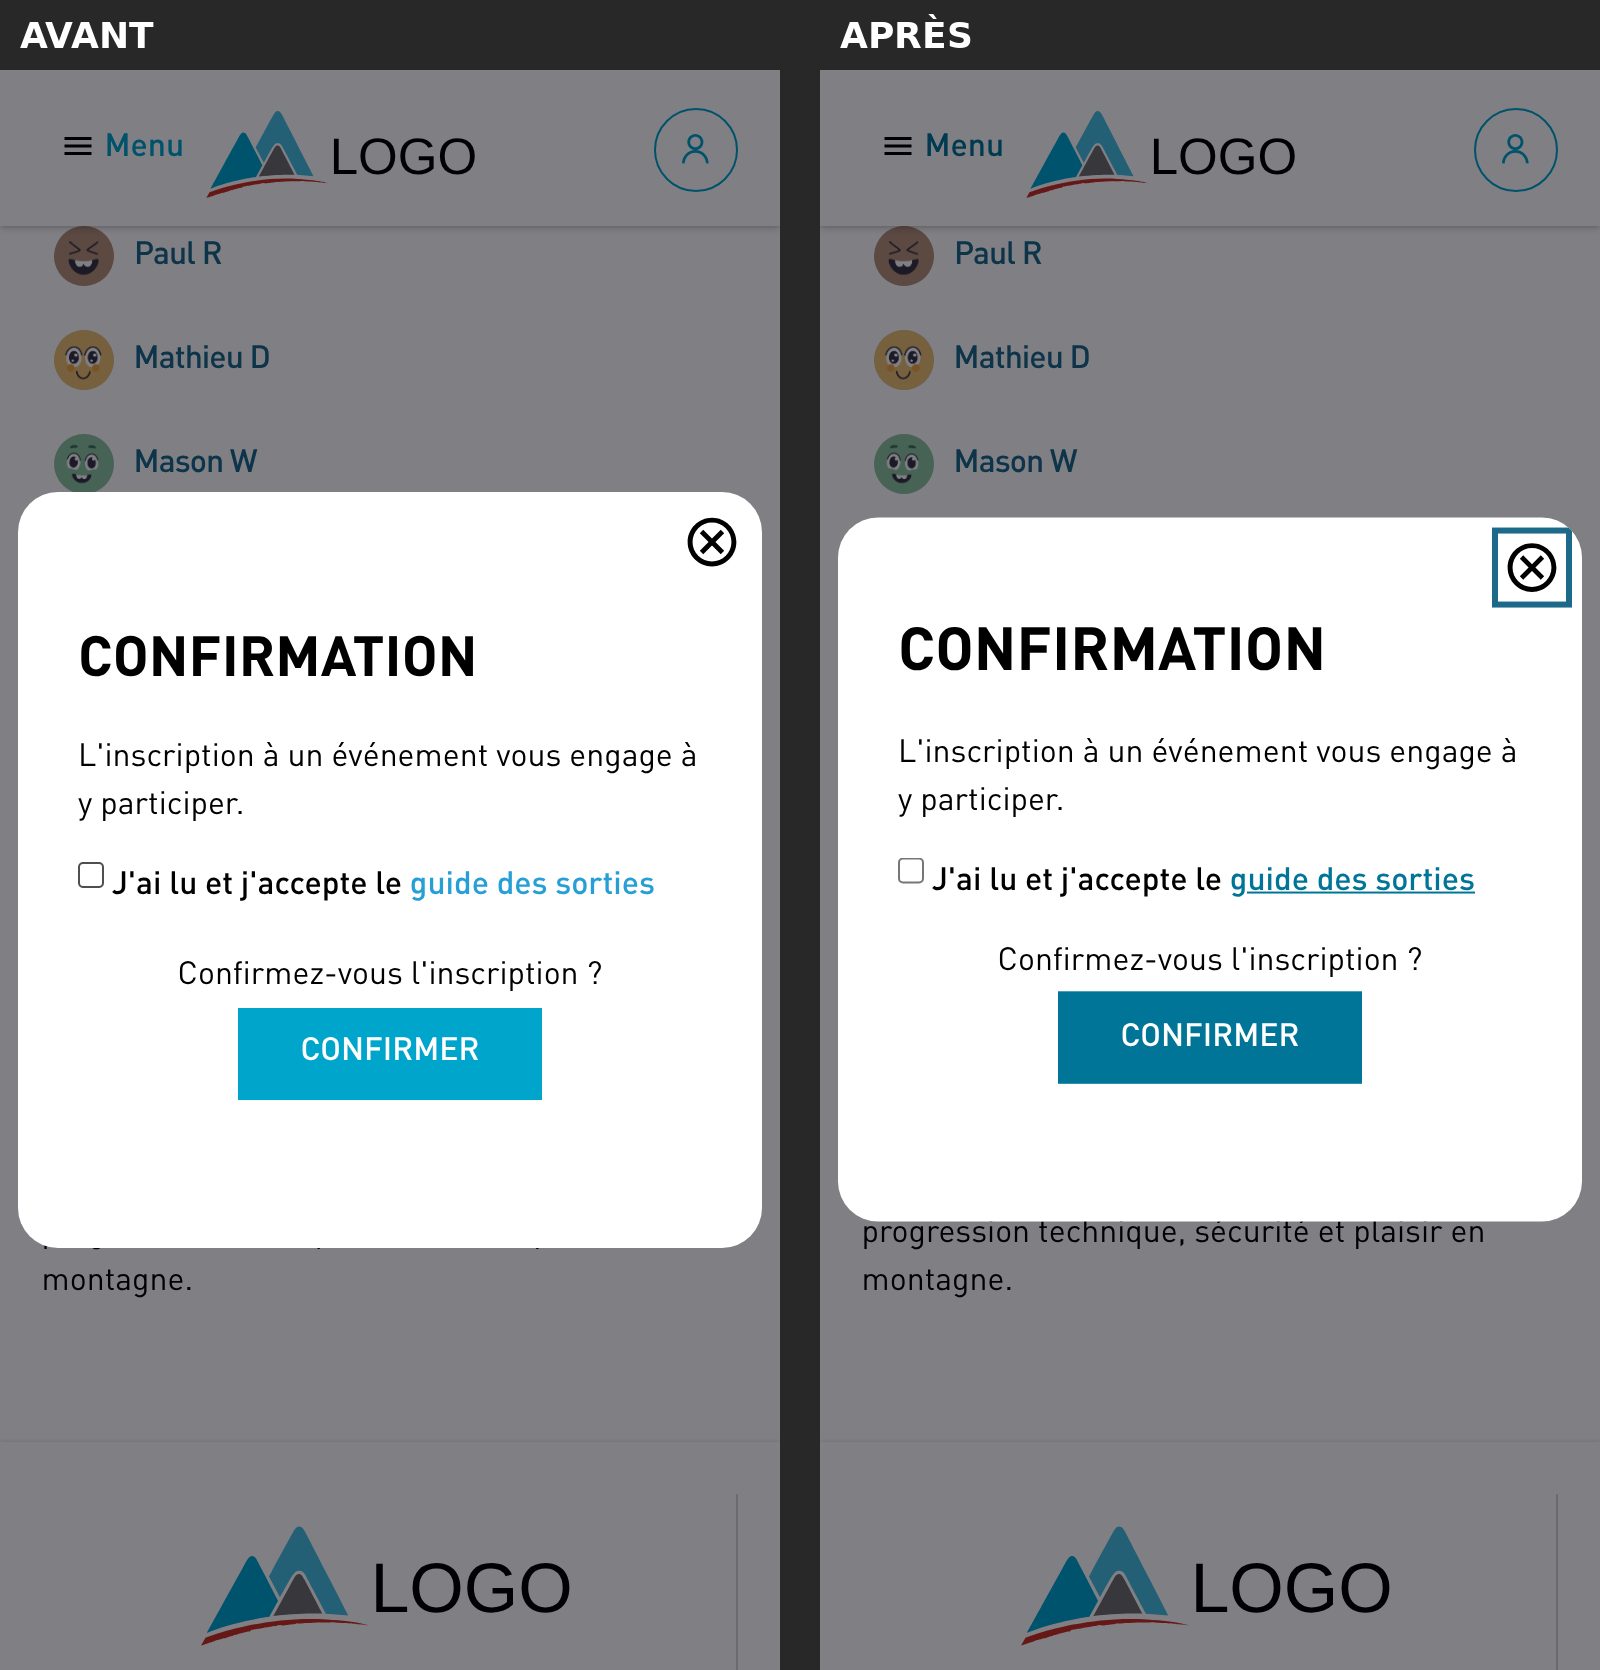 AVANT
Menu
LOGO
Paul R
Mathieu D
Mason W
CONFIRMATION
L'inscription à un événement vous engage à
y participer.
J'ai lu et j'accepte le guide des sorties
Confirmez-vous l'inscription ?
CONFIRMER
montagne.
LOGO
APRÈS
Menu
LOGO
Paul R
Mathieu D
Mason W
CONFIRMATION
L'inscription à un événement vous engage à
y participer.
J'ai lu et j'accepte le guide des sorties
Confirmez-vous l'inscription ?
CONFIRMER
progression technique, sécurité et plaisir en
montagne.
LOGO